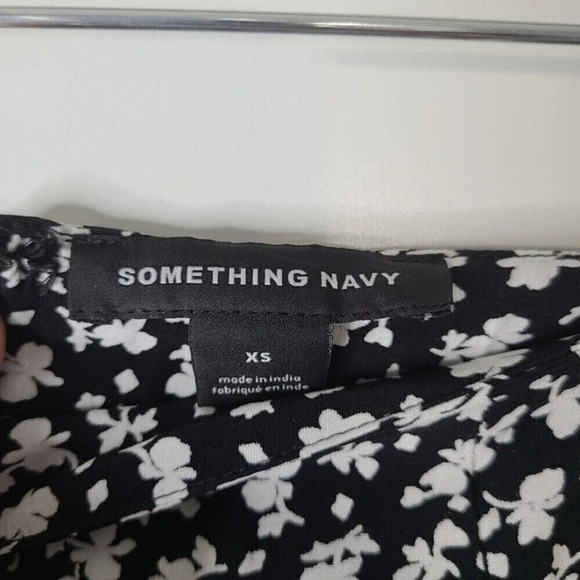 SOMETHING NAVY
XS
made in india
fabriqué en inde